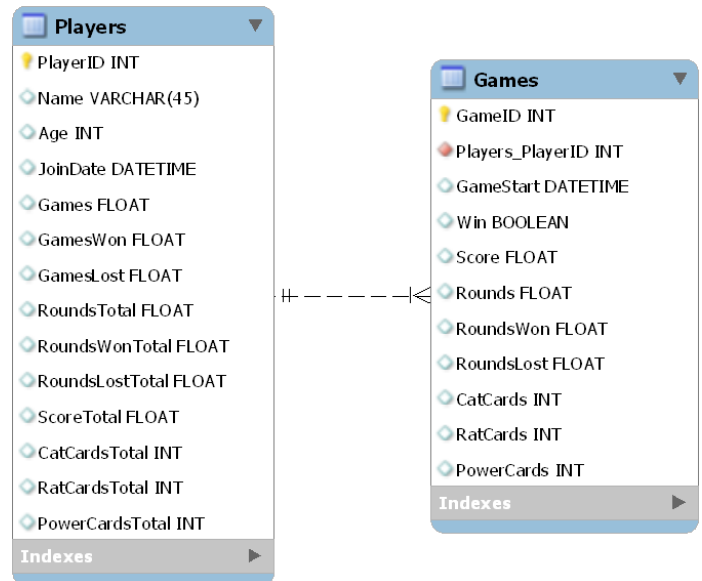 Players
PlayerID INT
Name VARCHAR(45)
Age INT
JoinDate DATETIME
Games FLOAT
GamesWon FLOAT
GamesLost FLOAT
RoundsTotal FLOAT
RoundsWonTotal FLOAT
RoundsLostTotal FLOAT
ScoreTotal FLOAT
CatCardsTotal INT
RatCardsTotal INT
PowerCardsTotal INT
Indexes
Games
GameID INT
Players_PlayerID INT
GameStart DATETIME
Win BOOLEAN
Score FLOAT
Rounds FLOAT
RoundsWon FLOAT
RoundsLost FLOAT
CatCards INT
RatCards INT
PowerCards INT
Indexes